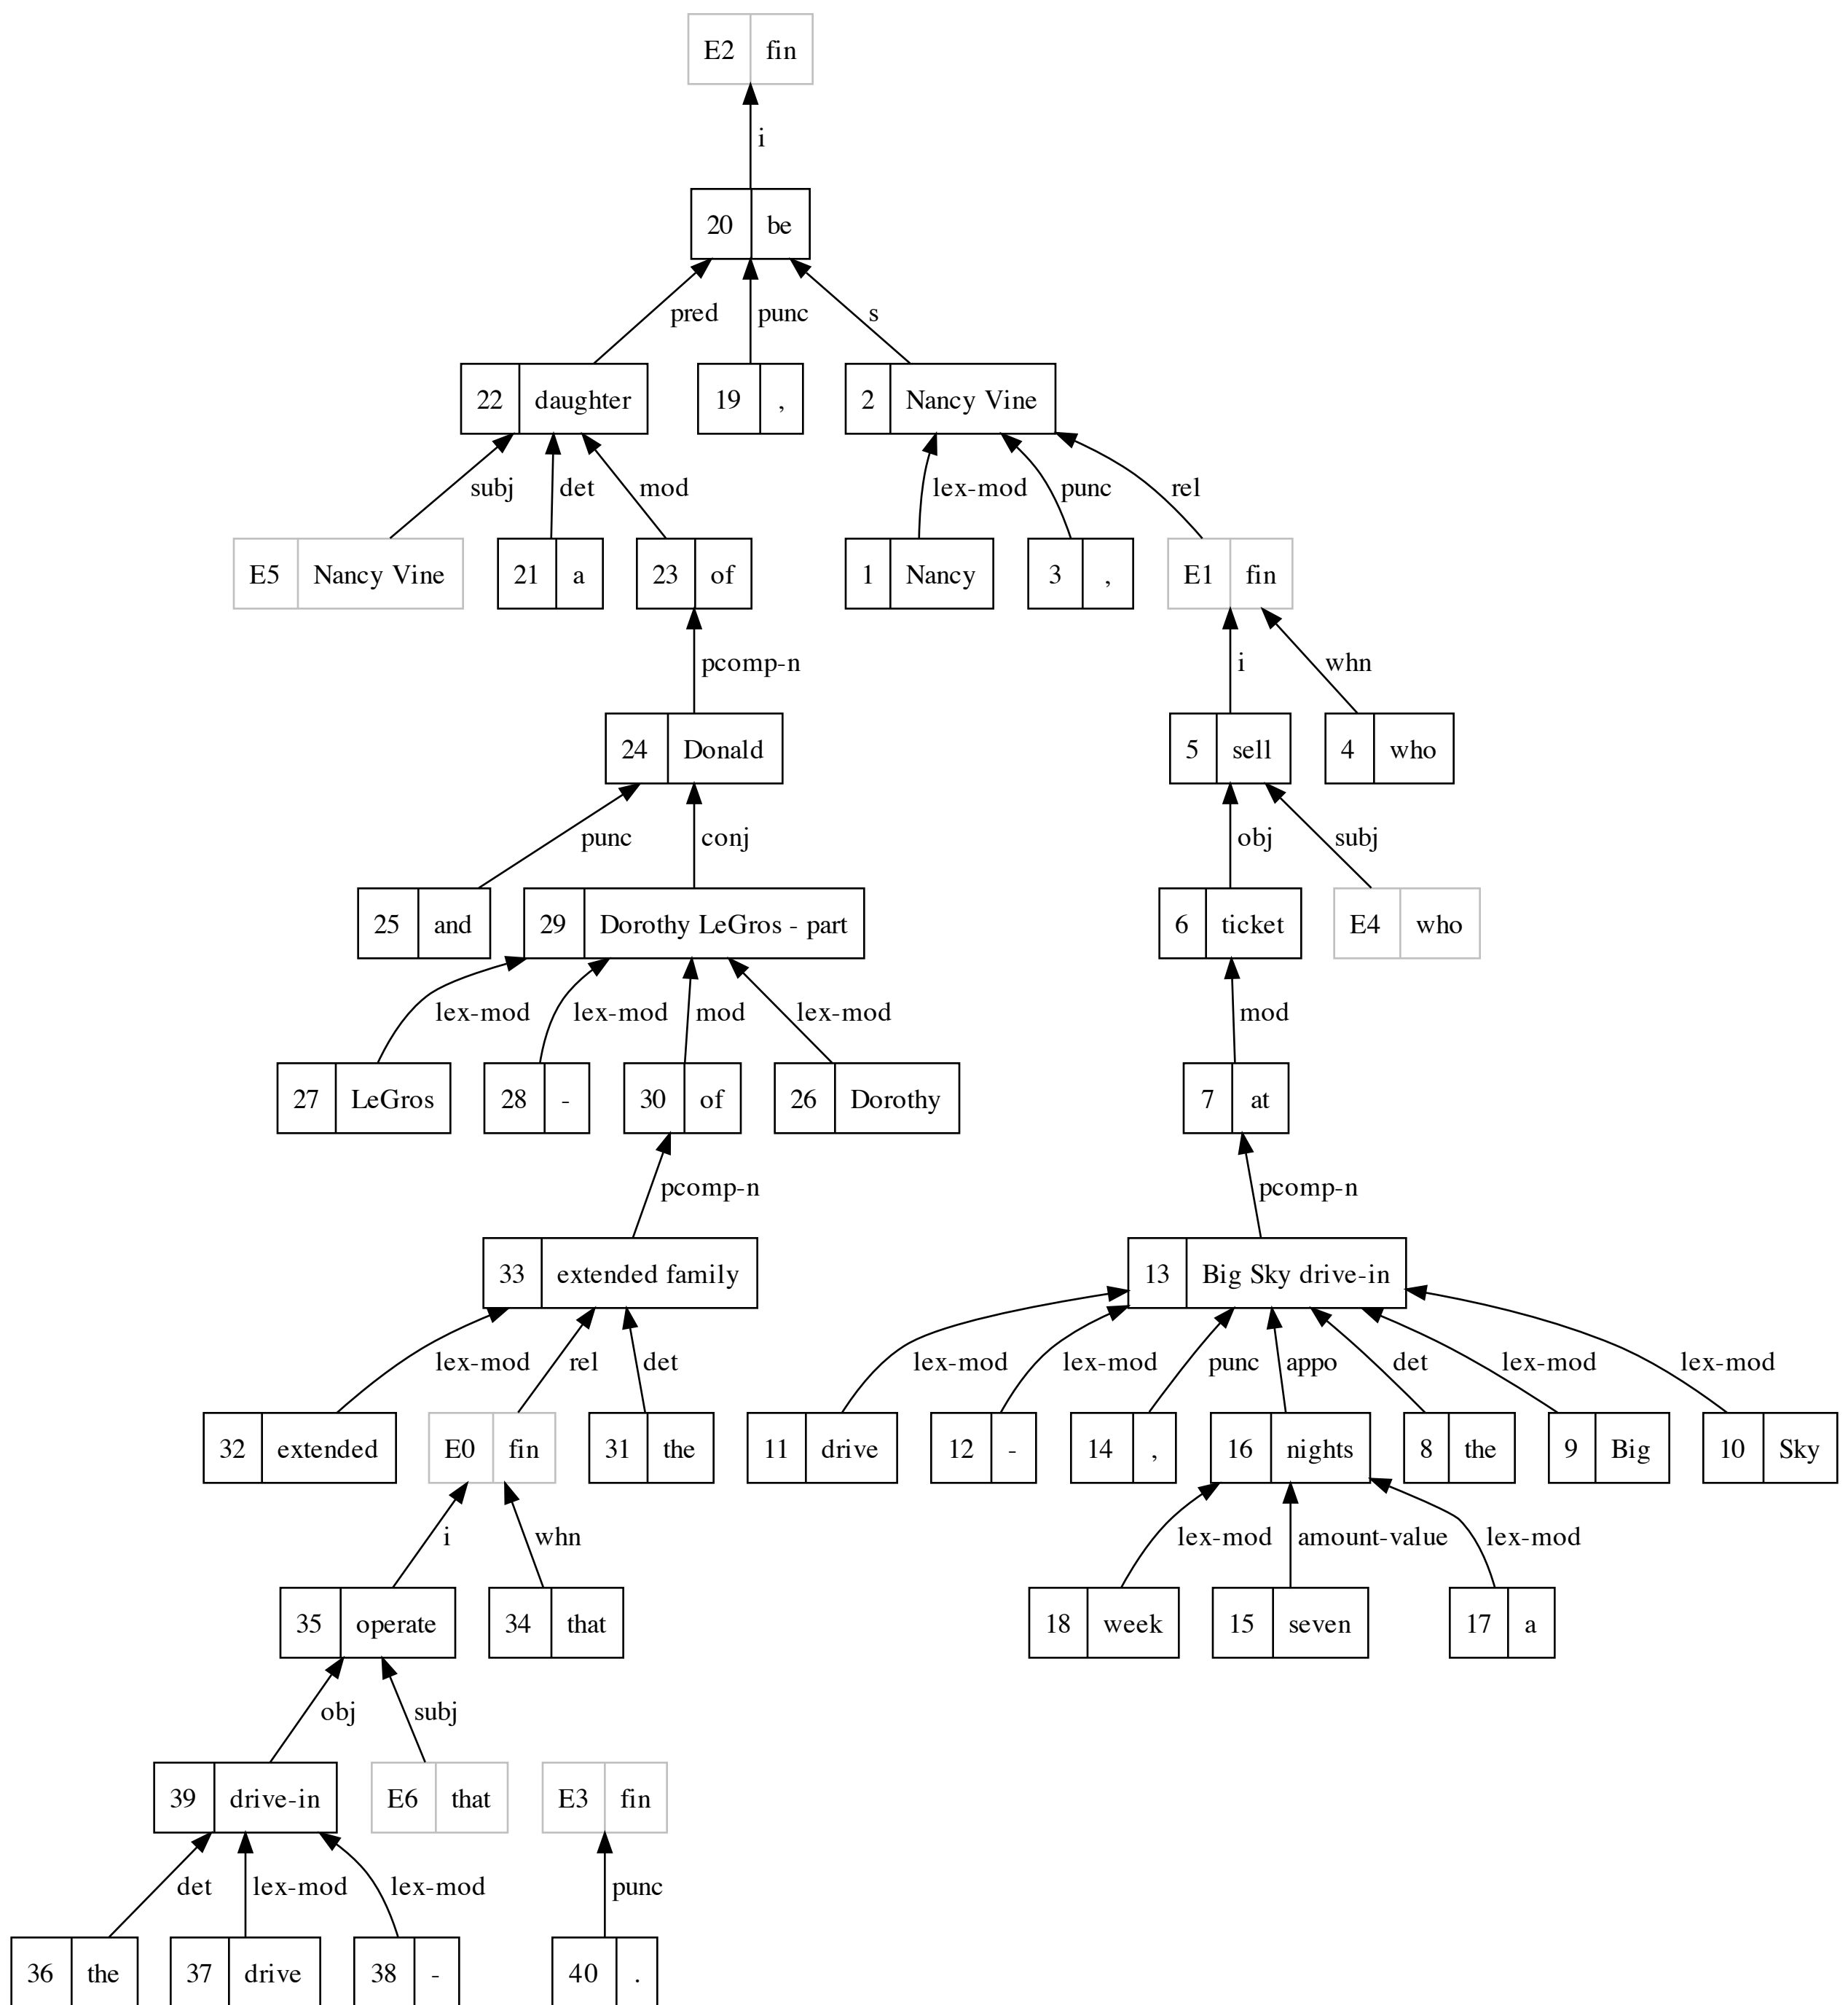 E2 fin
i
20 be
pred punc s
22 daughter 19 , 2 Nancy Vine
subj det mod lex-mod punc rel
E5 Nancy Vine 21 a 23 of 1 Nancy 3 , E1 fin
pcomp-n i whn
24 Donald 5 sell 4 who
punc conj obj subj
25 and 29 Dorothy LeGros - part 6 ticket E4 who
lex-mod lex-mod mod lex-mod mod
27 LeGros 28 - 30 of 26 Dorothy 7 at
pcomp-n pcomp-n
33 extended family 13 Big Sky drive-in
lex-mod rel det lex-mod lex-mod punc appo det lex-mod lex-mod
32 extended E0 fin 31 the 11 drive 12 - 14 , 16 nights 8 the 9 Big 10 Sky
i whn lex-mod amount-value lex-mod
35 operate 34 that 18 week 15 seven 17 a
obj subj
39 drive-in E6 that E3 fin
det lex-mod lex-mod punc
36 the 37 drive 38 - 40 .